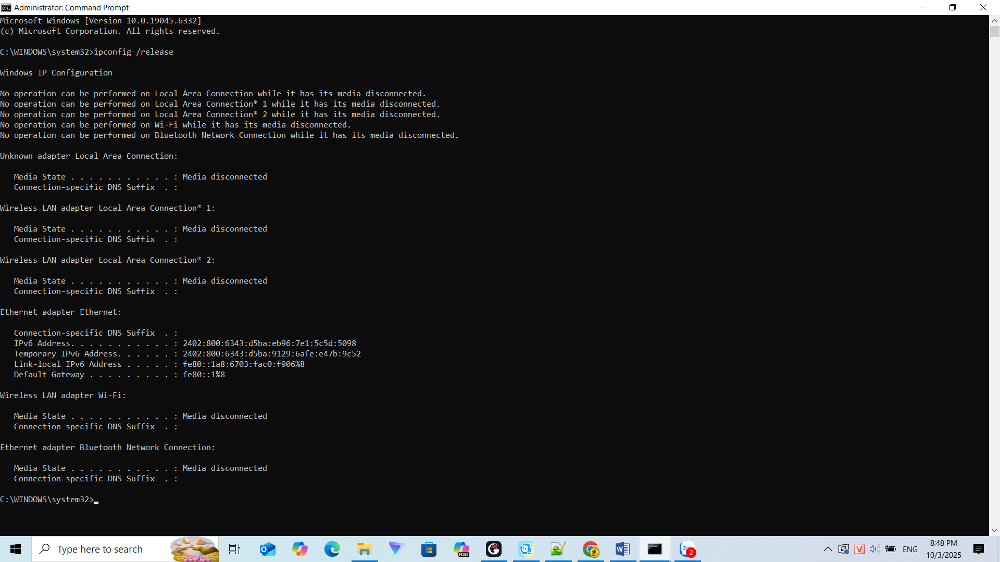 Administrator: Command Prompt
Microsoft Windows [Version 10.0.19045.6332]
(c) Microsoft Corporation. All rights reserved.
C:\WINDOWS\system32>ipconfig /release
Windows IP Configuration
No operation can be performed on Local Area Connection while it has its media disconnected.
No operation can be performed on Local Area Connection* 1 while it has its media disconnected.
No operation can be performed on Local Area Connection* 2 while it has its media disconnected.
No operation can be performed on Wi-Fi while it has its media disconnected.
No operation can be performed on Bluetooth Network Connection while it has its media disconnected.
Unknown adapter Local Area Connection:
Media State . . . . . . . . . . . : Media disconnected
Connection-specific DNS Suffix  . :
Wireless LAN adapter Local Area Connection* 1:
Media State . . . . . . . . . . . : Media disconnected
Connection-specific DNS Suffix  . :
Wireless LAN adapter Local Area Connection* 2:
Media State . . . . . . . . . . . : Media disconnected
Connection-specific DNS Suffix  . :
Ethernet adapter Ethernet:
Connection-specific DNS Suffix  . :
IPv6 Address. . . . . . . . . . . : 2402:800:6343:d5ba:eb96:7e1:5c5d:5098
Temporary IPv6 Address. . . . . . : 2402:800:6343:d5ba:9129:6afe:e47b:9c52
Link-local IPv6 Address . . . . . : fe80::1a8:6703:fac0:f906%8
Default Gateway . . . . . . . . . : fe80::1%8
Wireless LAN adapter Wi-Fi:
Media State . . . . . . . . . . . : Media disconnected
Connection-specific DNS Suffix  . :
Ethernet adapter Bluetooth Network Connection:
Media State . . . . . . . . . . . : Media disconnected
Connection-specific DNS Suffix  . :
C:\WINDOWS\system32>
Type here to search
M365
2
V
ENG
8:48 PM
10/3/2025